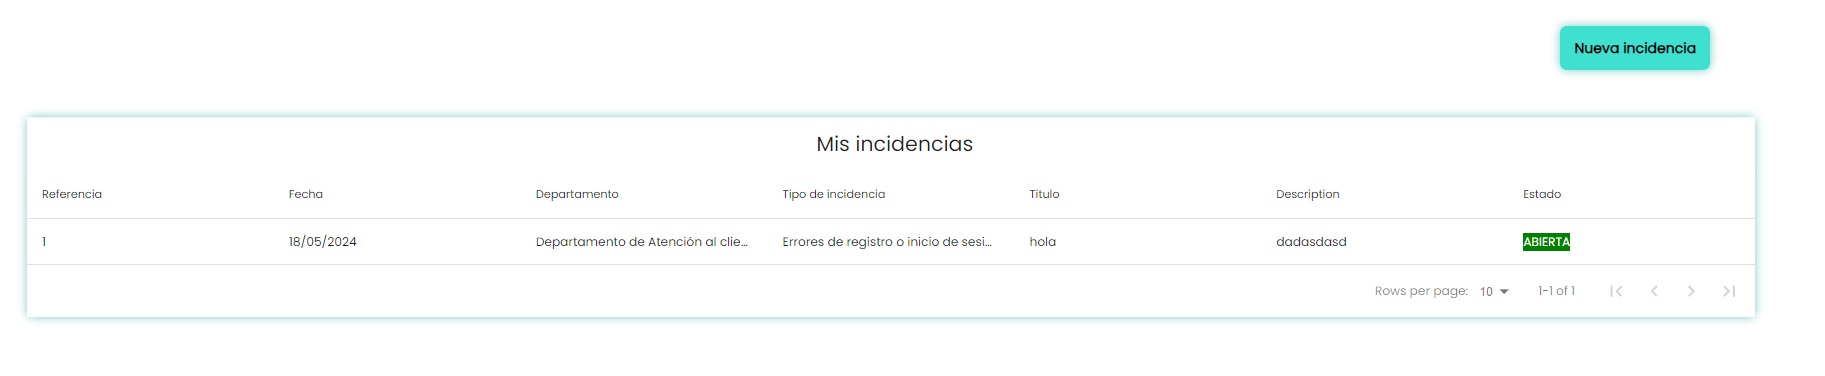 Nueva incidencia
Mis incidencias
Referencia Fecha Departamento Tipo de incidencia Titulo Description Estado
1 18/05/2024 Departamento de Atención al clie... Errores de registro o inicio de sesi... hola dadasdasd ABIERTA
Rows per page: 10 1-1 of 1